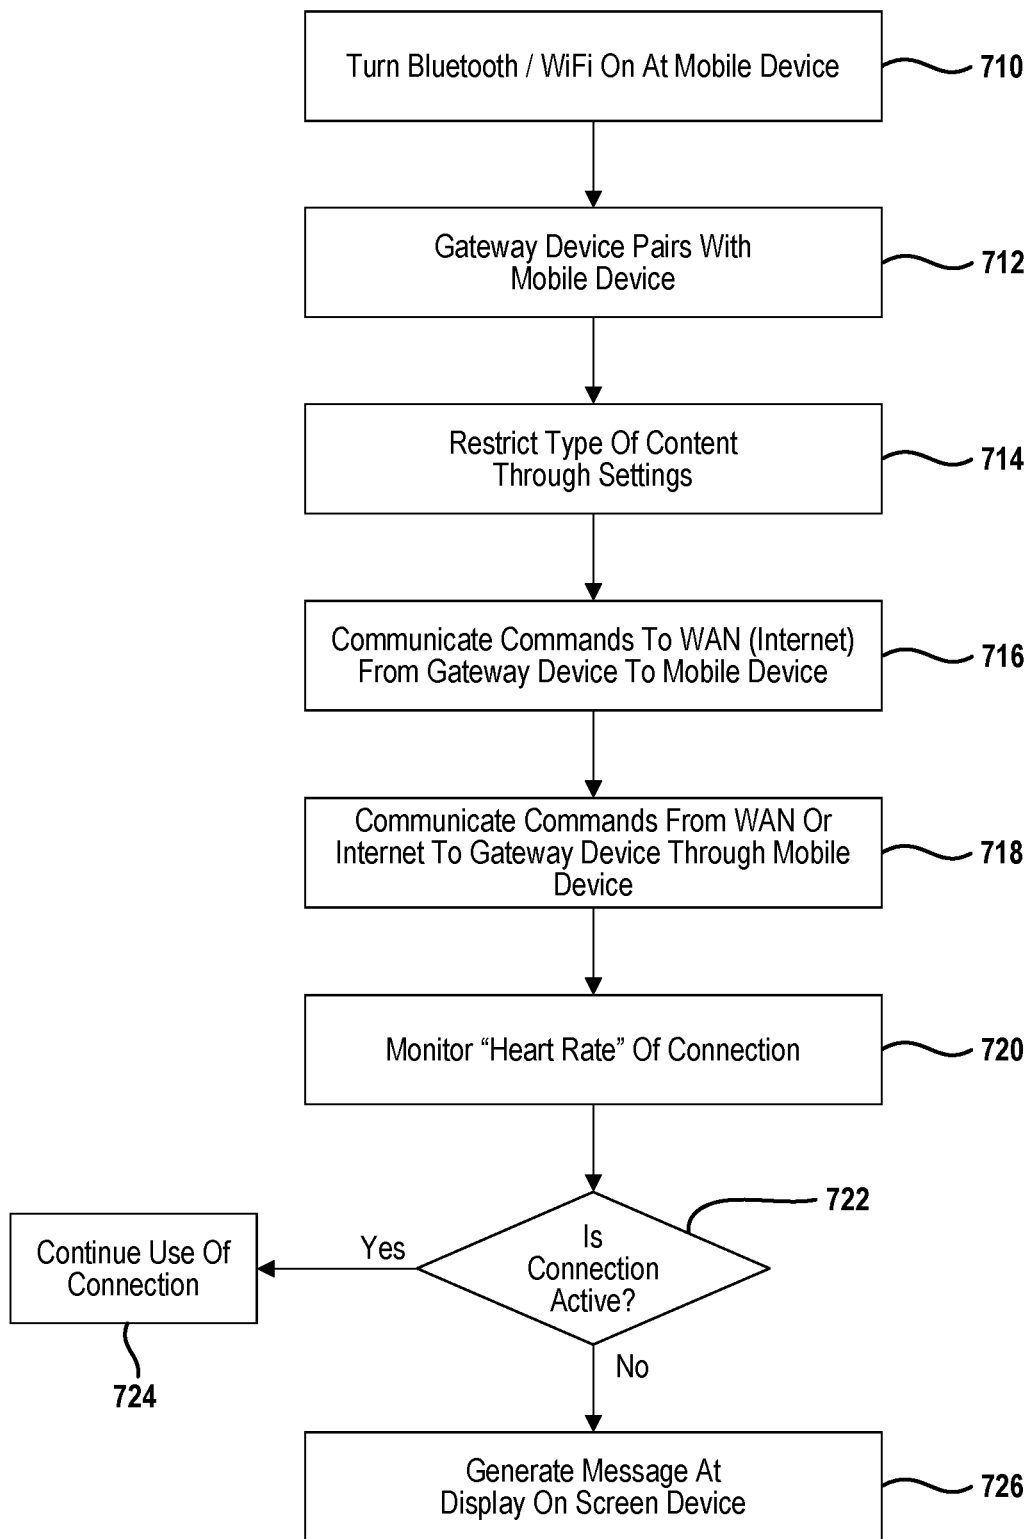 Turn Bluetooth / WiFi On At Mobile Device
710
Gateway Device Pairs With
Mobile Device
712
Restrict Type Of Content
Through Settings
714
Communicate Commands To WAN (Internet)
From Gateway Device To Mobile Device
716
Communicate Commands From WAN Or
Internet To Gateway Device Through Mobile
Device
718
Monitor “Heart Rate” Of Connection
720
Is
Connection
Active?
722
Yes
Continue Use Of
Connection
724
No
Generate Message At
Display On Screen Device
726